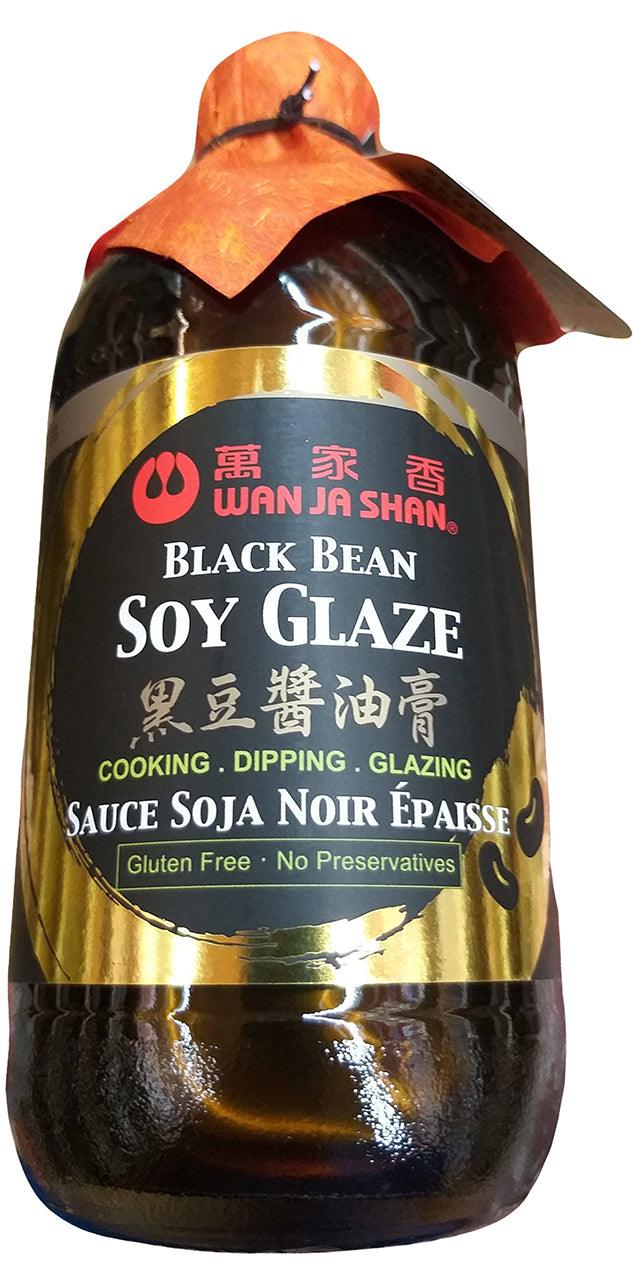 萬家香
WAN JA SHAN®
BLACK BEAN
SOY GLAZE
黑豆醬油膏
COOKING . DIPPING . GLAZING
SAUCE SOJA NOIR ÉPAISSE
Gluten Free · No Preservatives